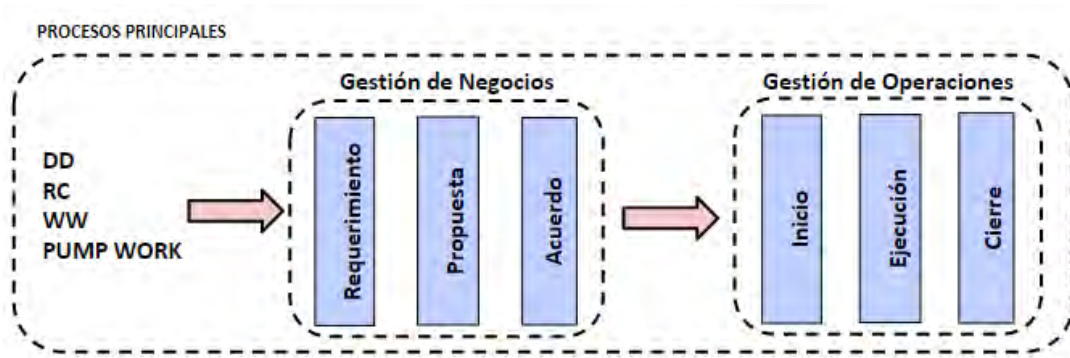 PROCESOS PRINCIPALES
Gestión de Negocios
Gestión de Operaciones
DD
RC
WW
PUMP WORK
Requerimiento
Propuesta
Acuerdo
Inicio
Ejecución
Cierre